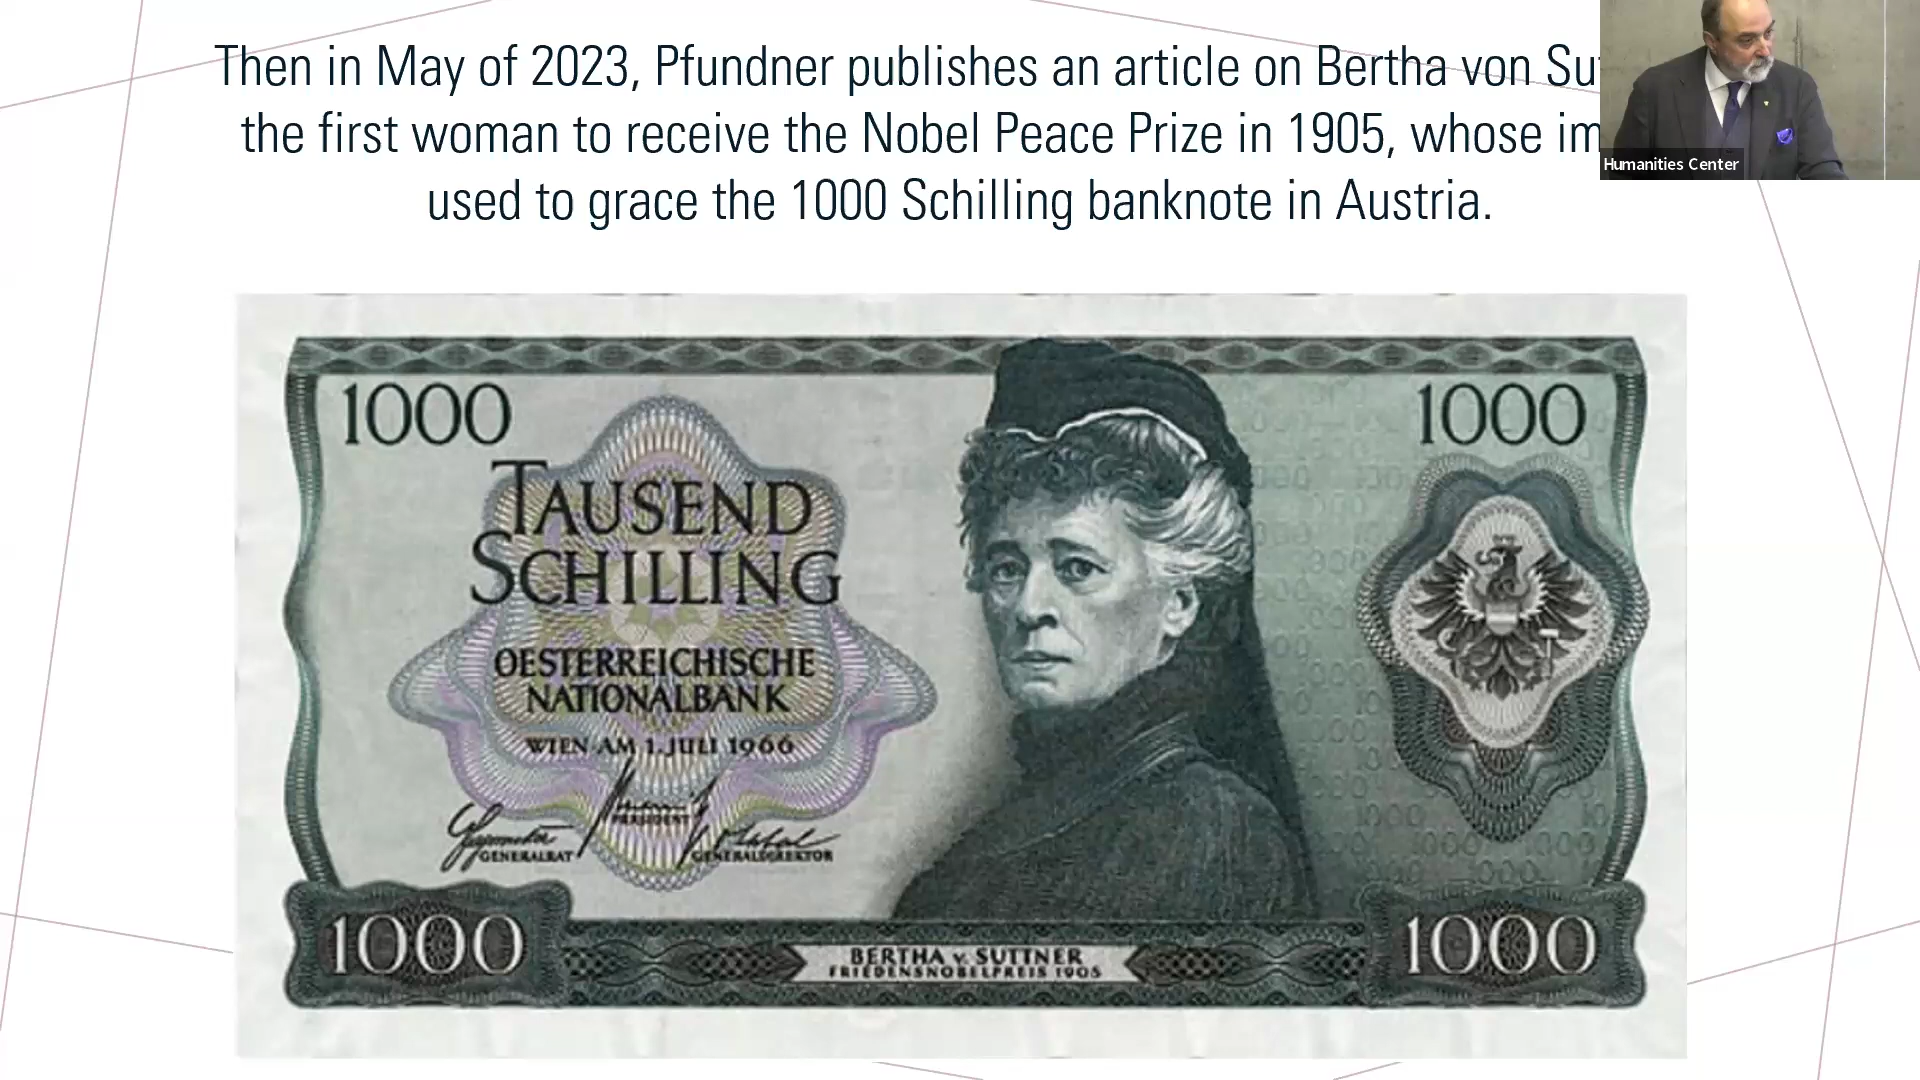 Then in May of 2023, Pfundner publishes an article on Bertha von
the first woman to receive the Nobel Peace Prize in 1905, whose
used to grace the 1000 Schilling banknote in Austria.
Humanities Center
1000
1000
TAUSEND
SCHILLING
OESTERREICHISCHE
NATIONALBANK
WIEN AM 1. JULI 1966
PRÄSIDENT
GENERALRAT
GENERALDIREKTOR
1000
BERTHA v. SUTTNER
FRIEDENSNOBELPREIS 1905
1000